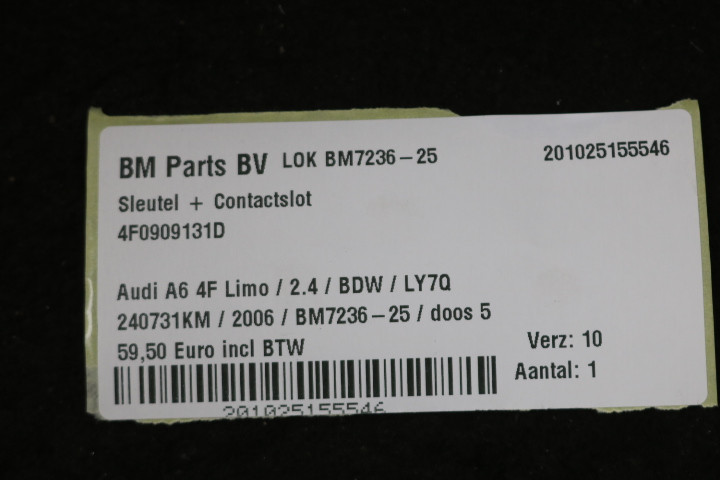 BM Parts BV LOK BM7236-25 201025155546
Sleutel + Contactslot
4F0909131D
Audi A6 4F Limo / 2.4 / BDW / LY7Q
240731KM / 2006 / BM7236-25 / doos 5
59,50 Euro incl BTW Verz: 10
Aantal: 1
201025155546